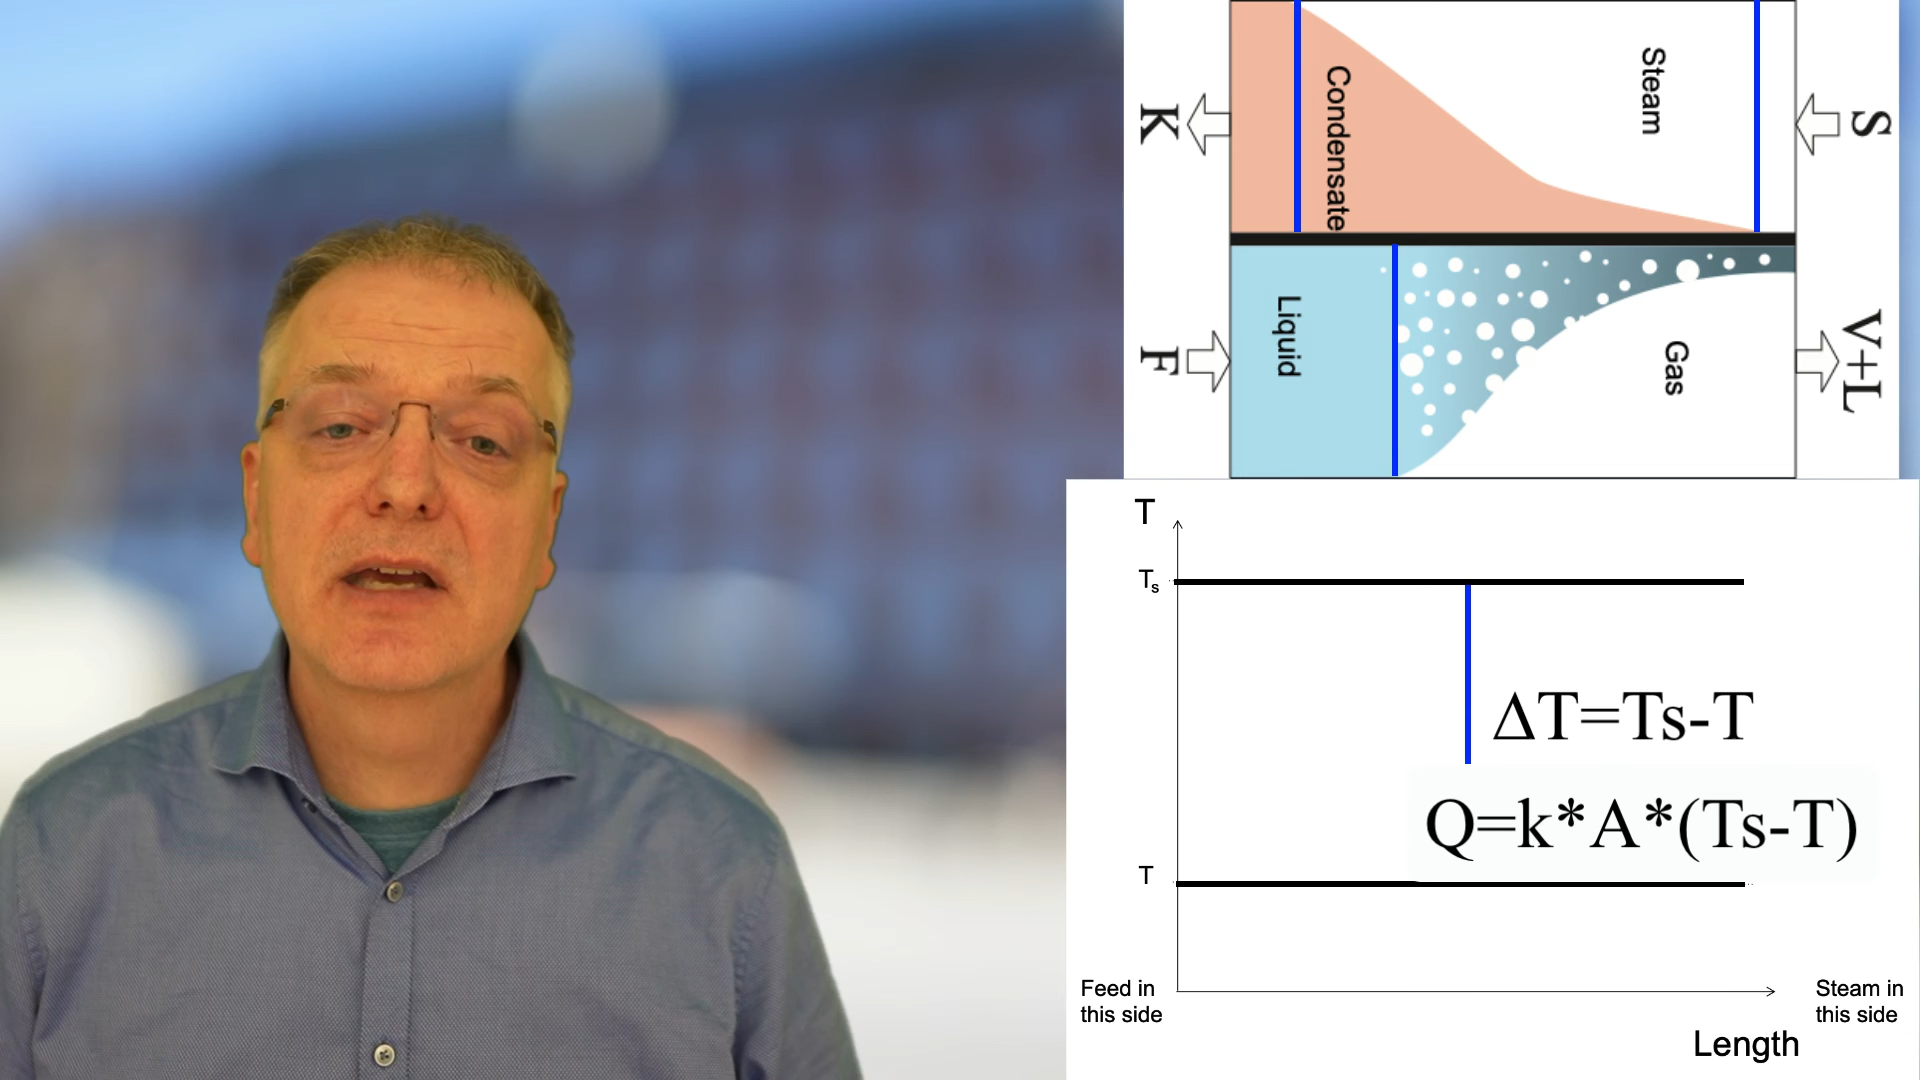 K
Condensate
Steam
S
F
Liquid
Gas
V+L
T
Ts
ΔT=Ts-T
Q=k*A*(Ts-T)
T
Feed in
this side
Steam in
this side
Length